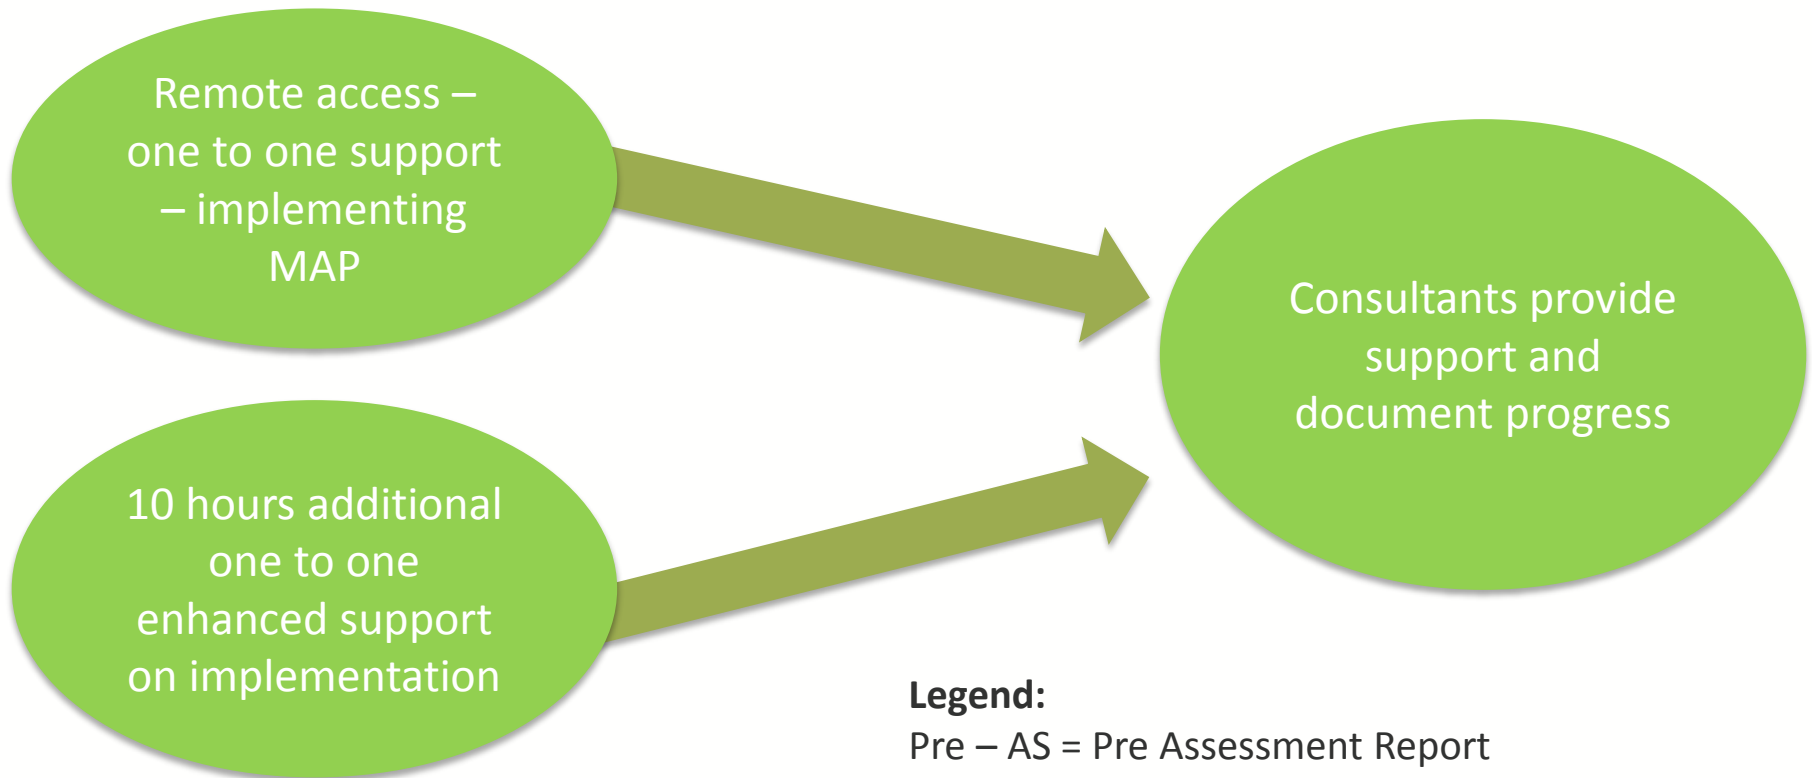 Remote access –
one to one support
– implementing
MAP
10 hours additional
one to one
enhanced support
on implementation
Consultants provide
support and
document progress
Legend:
Pre – AS = Pre Assessment Report